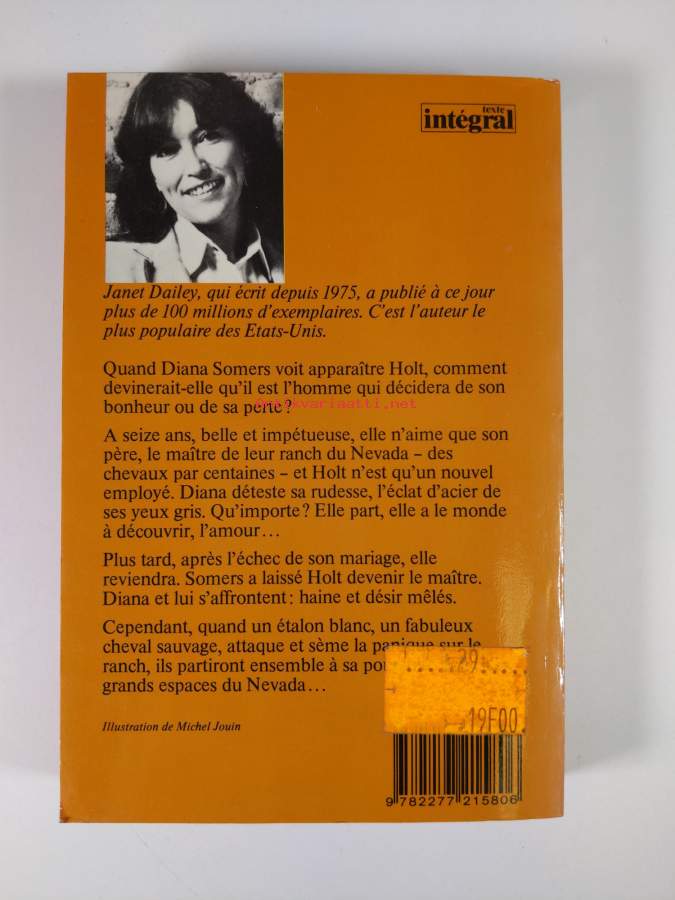 texte
intégral
Janet Dailey, qui écrit depuis 1975, a publié à ce jour
plus de 100 millions d'exemplaires. C'est l'auteur le
plus populaire des Etats-Unis.
Quand Diana Somers voit apparaître Holt, comment
devinerait-elle qu'il est l'homme qui décidera de son
bonheur ou de sa perte?
antikvariaatti.net
A seize ans, belle et impétueuse, elle n'aime que son
père, le maître de leur ranch du Nevada – des
chevaux par centaines – et Holt n'est qu'un nouvel
employé. Diana déteste sa rudesse, l'éclat d'acier de
ses yeux gris. Qu'importe? Elle part, elle a le monde
à découvrir, l'amour...
Plus tard, après l'échec de son mariage, elle
reviendra. Somers a laissé Holt devenir le maître.
Diana et lui s'affrontent: haine et désir mêlés.
Cependant, quand un étalon blanc, un fabuleux
cheval sauvage, attaque et sème la panique sur le
ranch, ils partiront ensemble à sa
grands espaces du Nevada...
29
19F00
Illustration de Michel Jouin
9 782277 215806